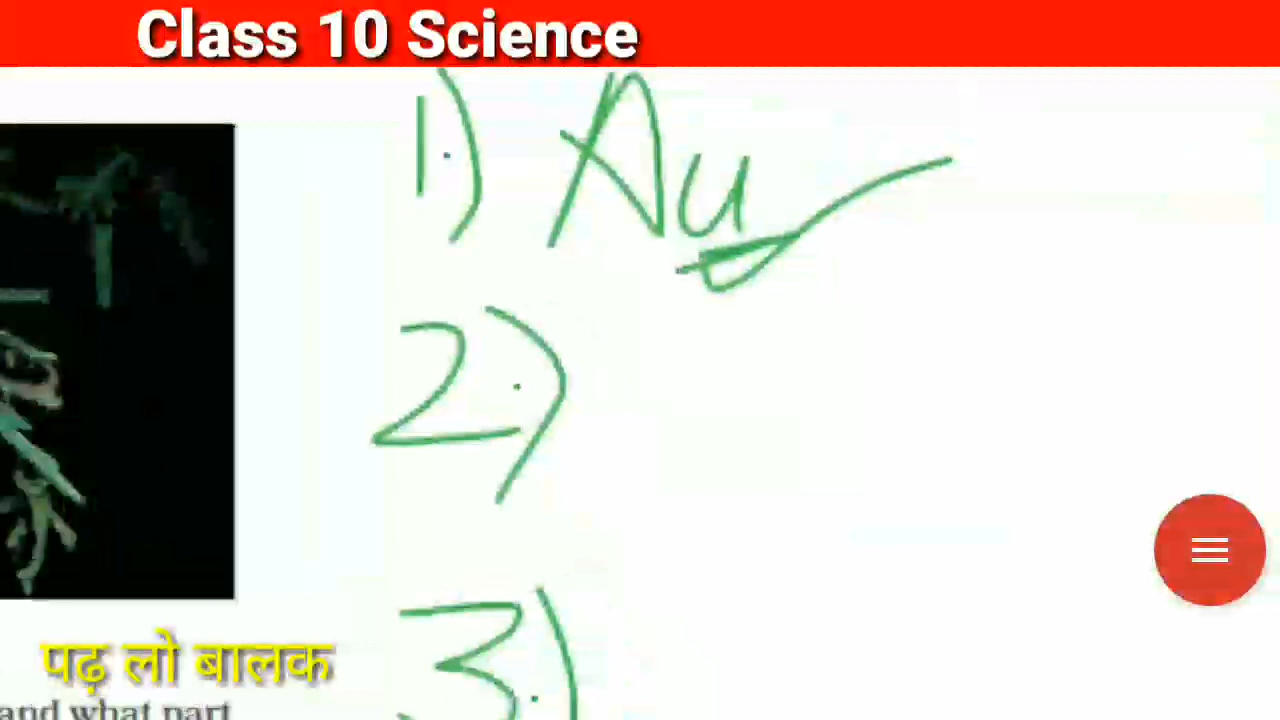 Class 10 Science
1) Au
2)
3)
पढ़ लो बालक
and what part